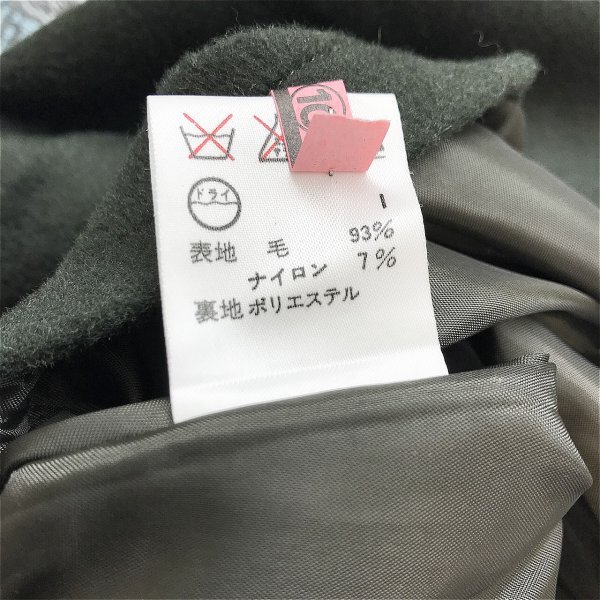 10
ドライ
表地 毛 93%
ナイロン 7%
裏地 ポリエステル